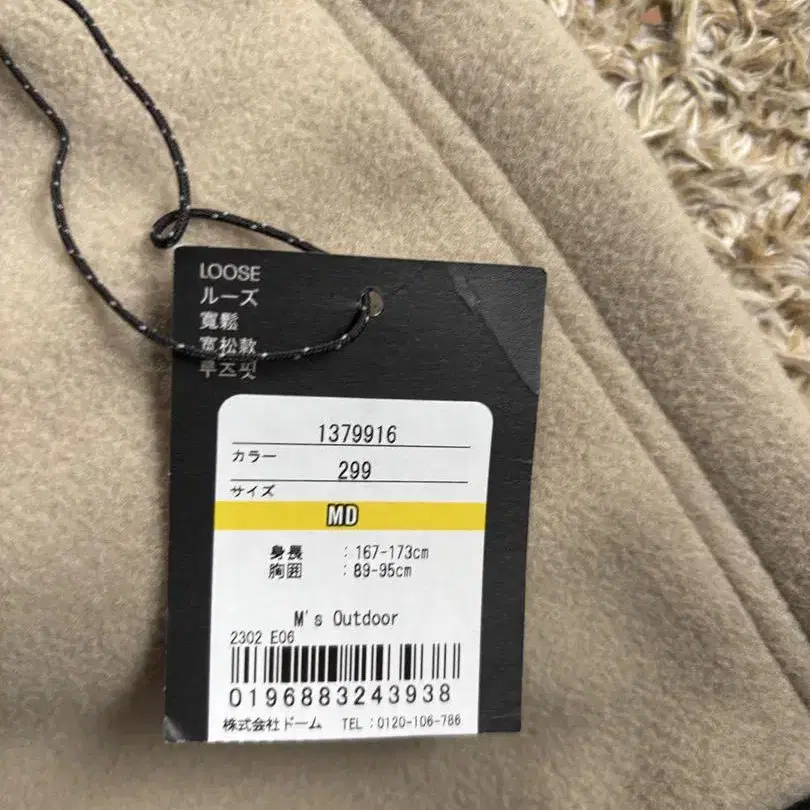 LOOSE
ルーズ
寬鬆
宽松款
루즈핏
1379916
カラー
299
サイズ
MD
身長 : 167-173cm
胸囲 : 89-95cm
M's Outdoor
2302 E06
0196883243938
株式会社ドーム TEL:0120-106-786